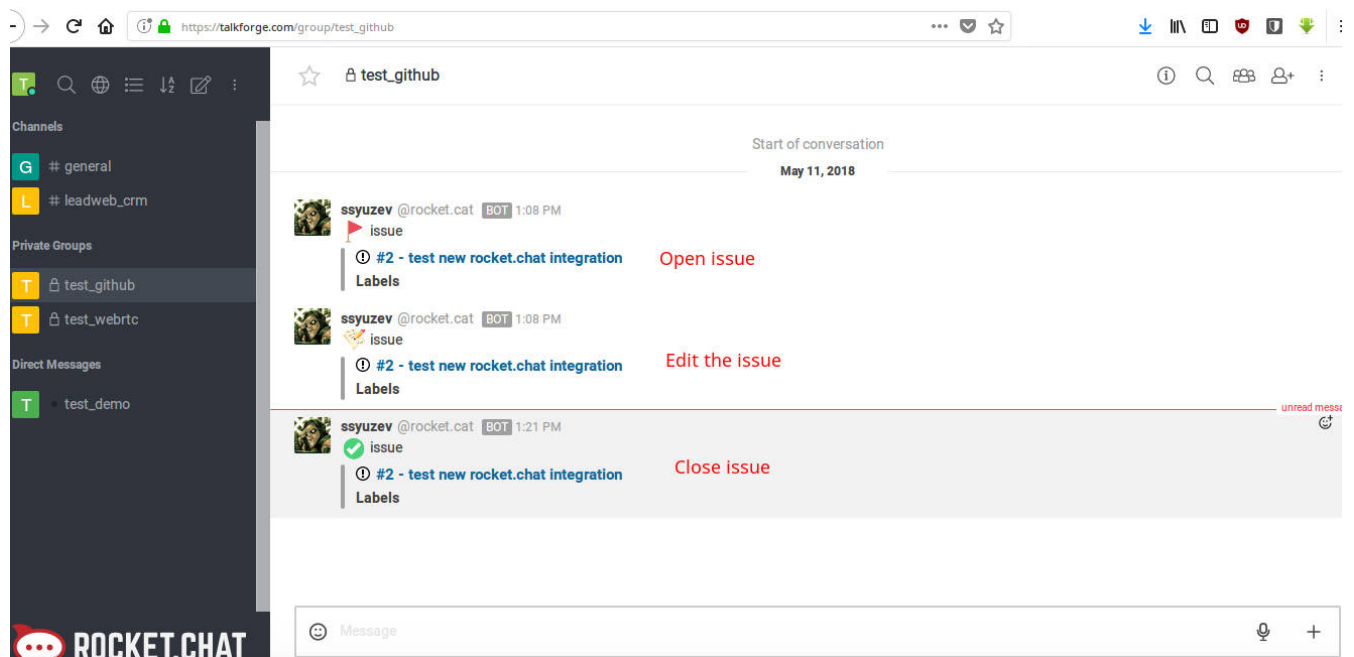 https://talkforge.com/group/test_github
T
test_github
Channels
G # general
L # leadweb_crm
Private Groups
T test_github
T test_webrtc
Direct Messages
T test_demo
ROCKET.CHAT
Start of conversation
May 11, 2018
ssyuzev @rocket.cat BOT 1:08 PM
issue
#2 - test new rocket.chat integration
Open issue
Labels
ssyuzev @rocket.cat BOT 1:08 PM
issue
#2 - test new rocket.chat integration
Edit the issue
Labels
unread messa
ssyuzev @rocket.cat BOT 1:21 PM
issue
#2 - test new rocket.chat integration
Close issue
Labels
Message